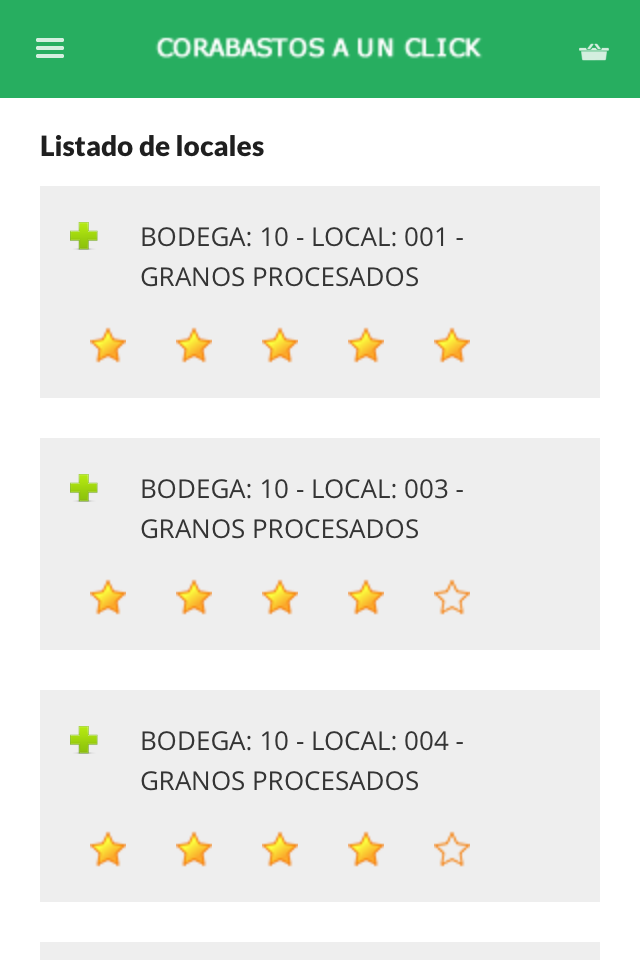 CORABASTOS A UN CLICK
Listado de locales
BODEGA: 10 - LOCAL: 001 -
GRANOS PROCESADOS
BODEGA: 10 - LOCAL: 003 -
GRANOS PROCESADOS
BODEGA: 10 - LOCAL: 004 -
GRANOS PROCESADOS